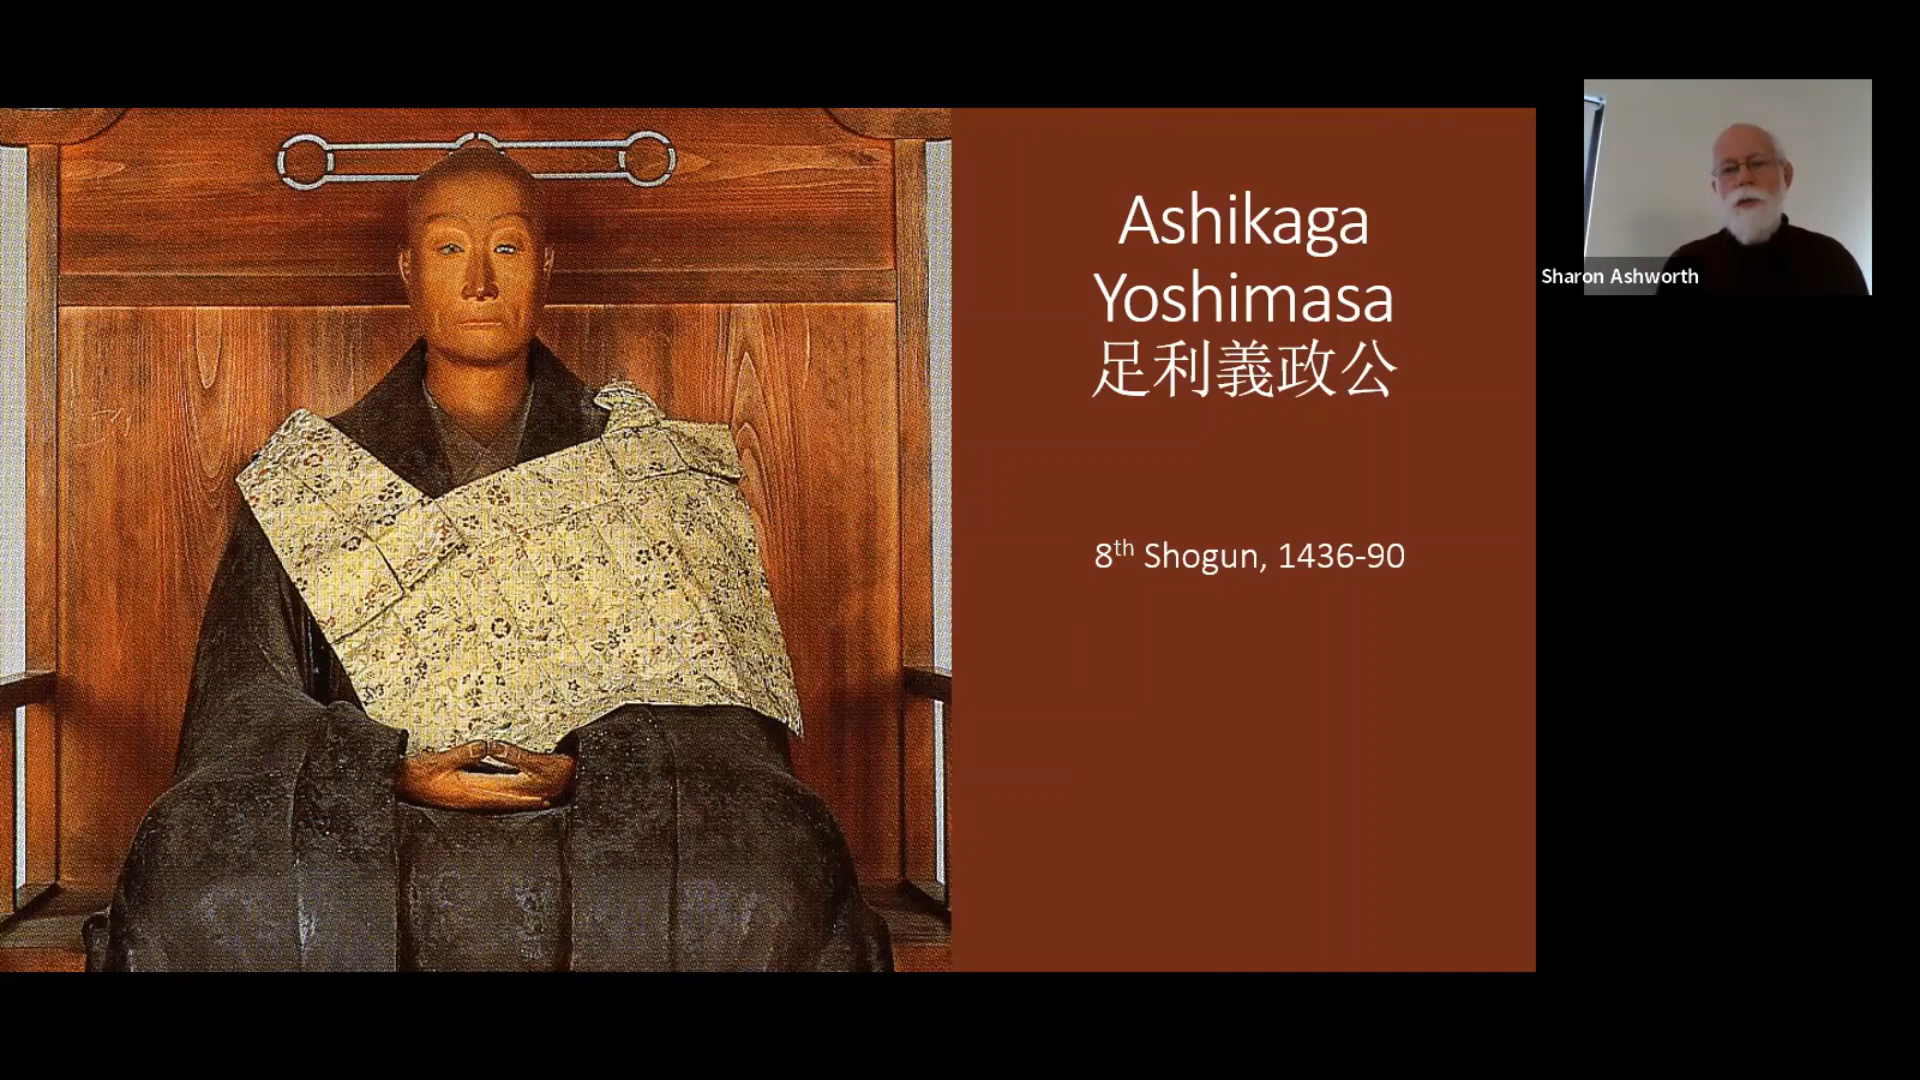 Ashikaga
Yoshimasa
足利義政公
8th Shogun, 1436-90
Sharon Ashworth